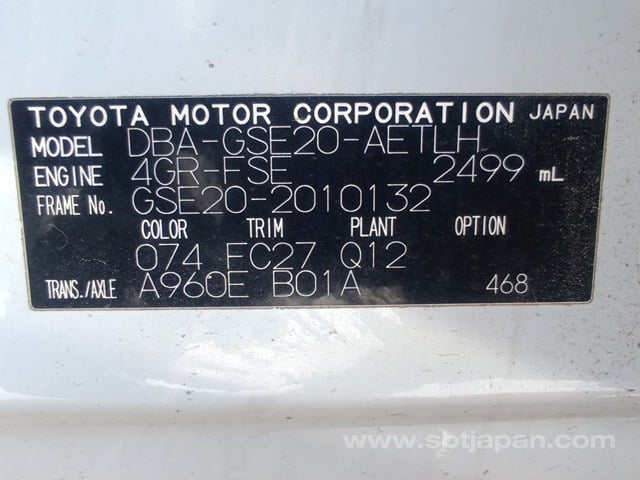 TOYOTA MOTOR CORPORATION JAPAN
MODEL DBA-GSE20-AETLH
ENGINE 4GR-FSE 2499 mL
FRAME No. GSE20-2010132
COLOR TRIM PLANT OPTION
074 FC27 Q12
TRANS./AXLE A960E B01A 468
www.sbtjapan.com